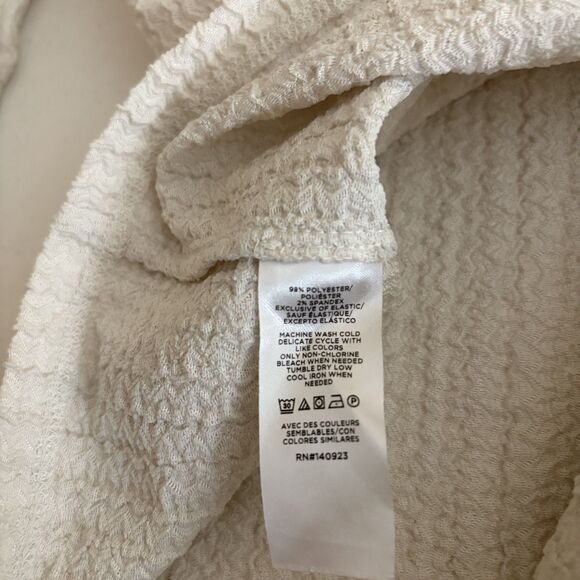 98% POLYESTER/
POLIÉSTER
2% SPANDEX
EXCLUSIVE OF ELASTIC/
SAUF ÉLASTIQUE/
EXCEPTO ELÁSTICO
MACHINE WASH COLD
DELICATE CYCLE WITH
LIKE COLORS
ONLY NON-CHLORINE
BLEACH WHEN NEEDED
TUMBLE DRY LOW
COOL IRON WHEN
NEEDED
30 P
AVEC DES COULEURS
SEMBLABLES/CON
COLORES SIMILARES
RN#140923